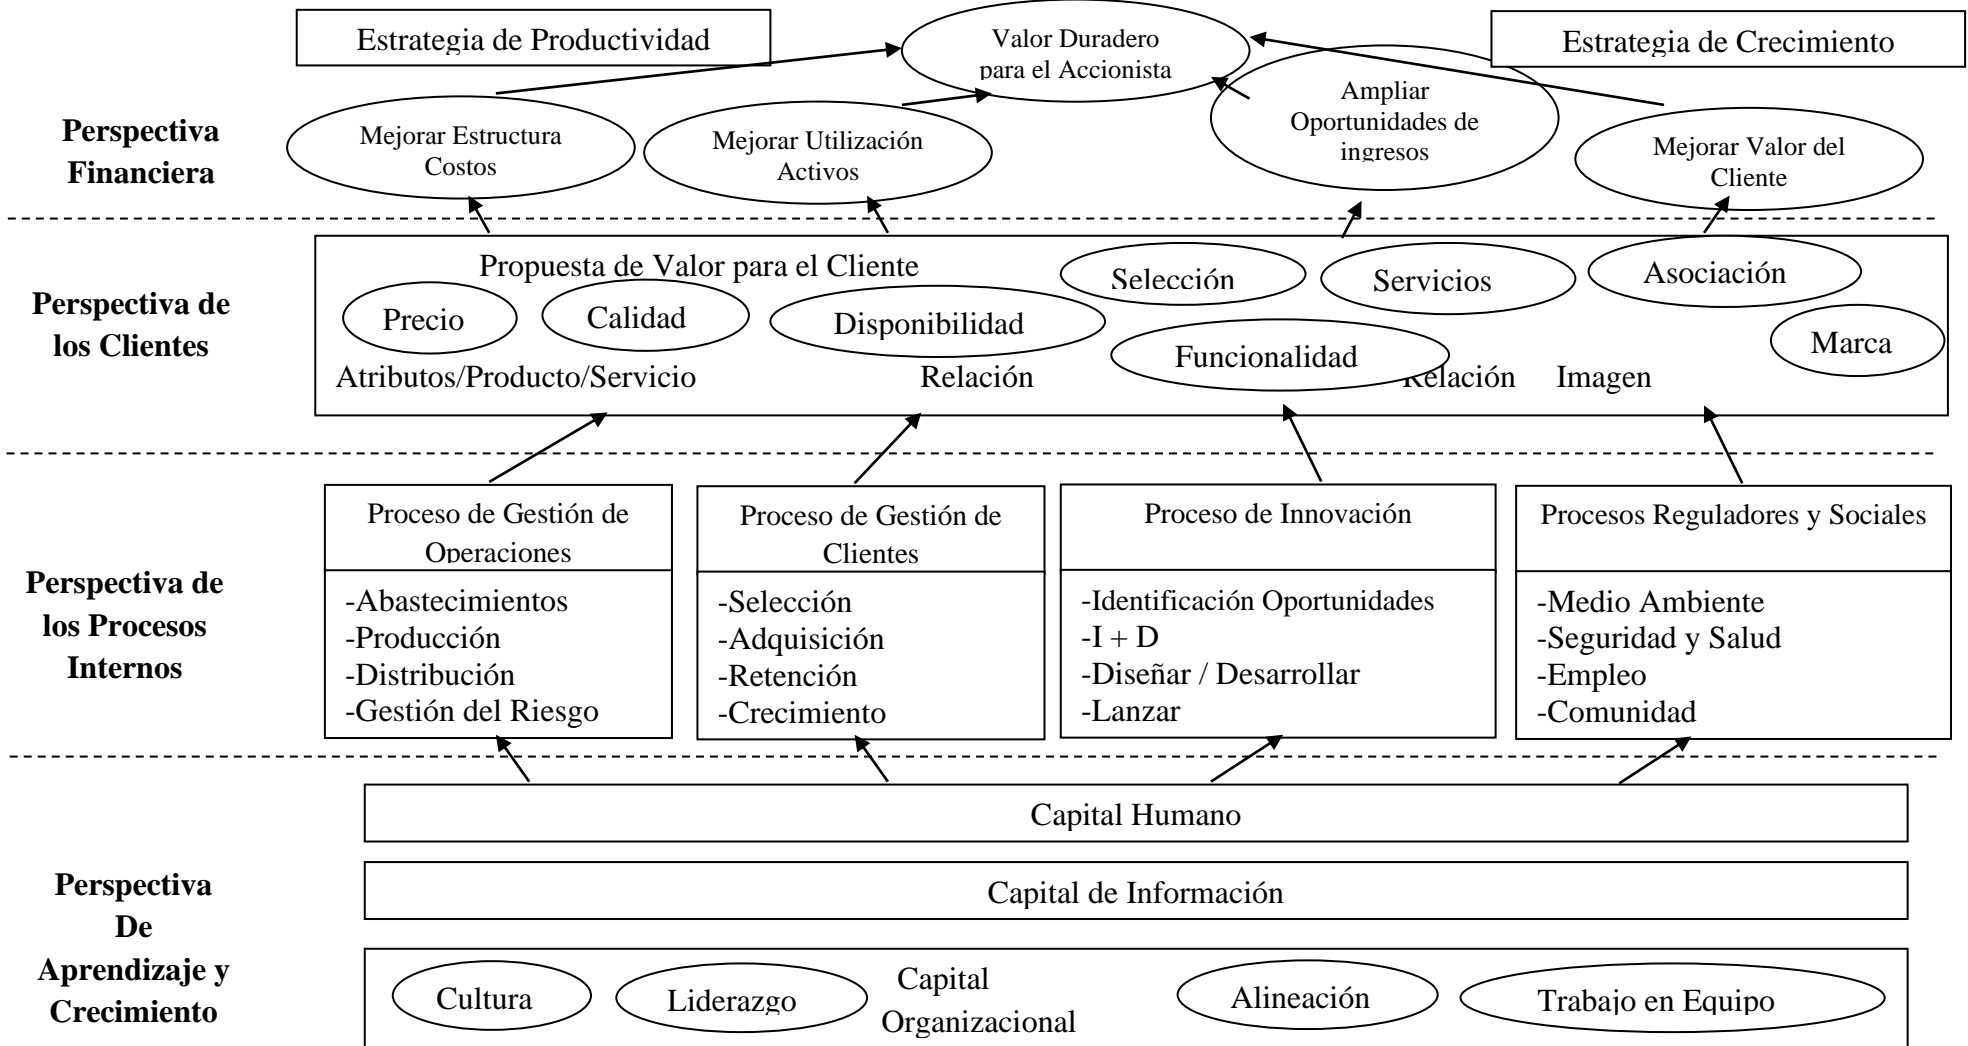 Estrategia de Productividad
Valor Duradero
para el Accionista
Estrategia de Crecimiento
Perspectiva
Financiera
Mejorar Estructura
Costos
Mejorar Utilización
Activos
Ampliar
Oportunidades de
ingresos
Mejorar Valor del
Cliente
Perspectiva de
los Clientes
Propuesta de Valor para el Cliente
Selección
Servicios
Asociación
Precio
Calidad
Disponibilidad
Funcionalidad
Marca
Atributos/Producto/Servicio
Relación
Relación
Imagen
Perspectiva de
los Procesos
Internos
Proceso de Gestión de
Operaciones
-Abastecimientos
-Producción
-Distribución
-Gestión del Riesgo
Proceso de Gestión de
Clientes
-Selección
-Adquisición
-Retención
-Crecimiento
Proceso de Innovación
-Identificación Oportunidades
-I + D
-Diseñar / Desarrollar
-Lanzar
Procesos Reguladores y Sociales
-Medio Ambiente
-Seguridad y Salud
-Empleo
-Comunidad
Perspectiva
De
Aprendizaje y
Crecimiento
Capital Humano
Capital de Información
Cultura
Liderazgo
Capital
Organizacional
Alineación
Trabajo en Equipo